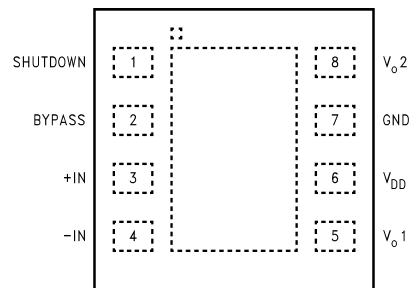 SHUTDOWN 1 8 Vo2
BYPASS 2 7 GND
+IN 3 6 VDD
-IN 4 5 Vo1